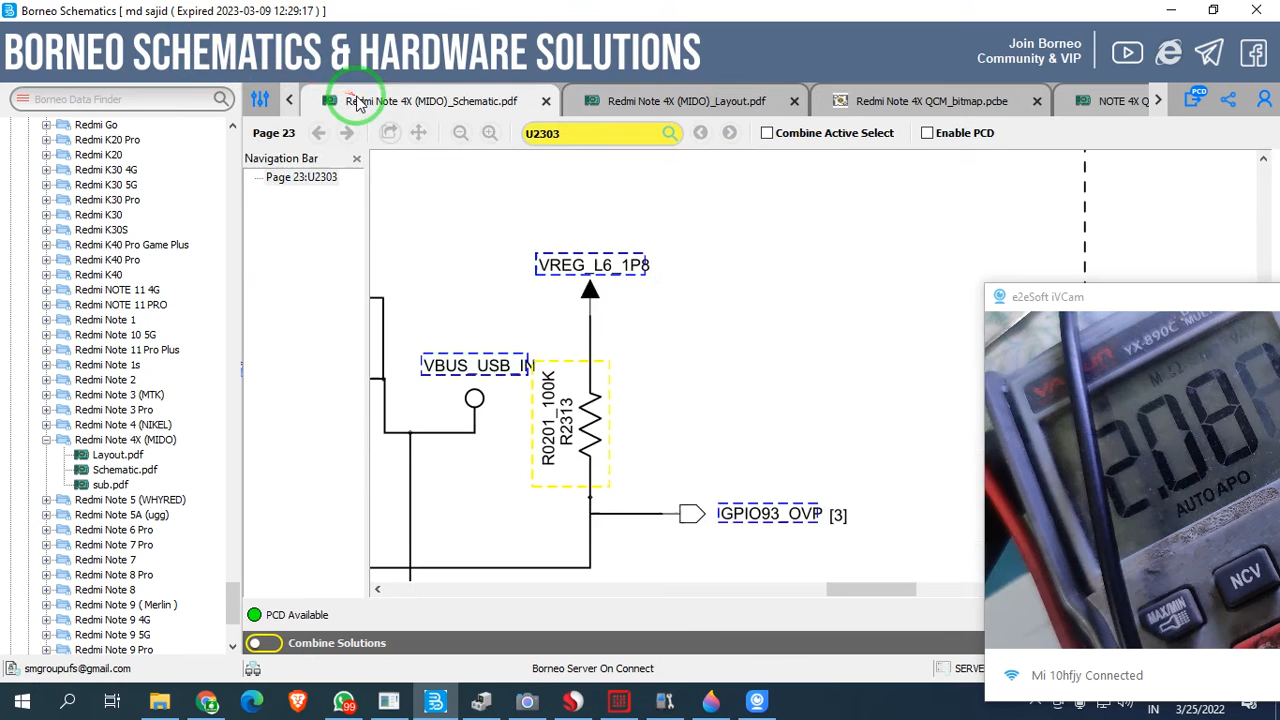 Borneo Schematics [ md sajid ( Expired 2023-03-09 12:29:17 ) ]
BORNEO SCHEMATICS & HARDWARE SOLUTIONS
Join Borneo
Community & VIP
Borneo Data Finder
Redmi Note 4X (MIDO)_Schematic.pdf
Redmi Note 4X (MIDO)_Layout.pdf
Redmi Note 4X QCM_bitmap.pcbe
NOTE 4X Q
PCD
Page 23
U2303
Combine Active Select
Enable PCD
Navigation Bar
Page 23:U2303
Redmi Go
Redmi K20 Pro
Redmi K20
Redmi K30 4G
Redmi K30 5G
Redmi K30 Pro
Redmi K30
Redmi K30S
Redmi K40 Pro Game Plus
Redmi K40 Pro
Redmi K40
Redmi NOTE 11 4G
Redmi NOTE 11 PRO
Redmi Note 1
Redmi Note 10 5G
Redmi Note 11 Pro Plus
Redmi Note 1s
Redmi Note 2
Redmi Note 3 (MTK)
Redmi Note 3 Pro
Redmi Note 4 (NIKEL)
Redmi Note 4X (MIDO)
Layout.pdf
Schematic.pdf
sub.pdf
Redmi Note 5 (WHYRED)
Redmi Note 5A (ugg)
Redmi Note 6 Pro
Redmi Note 7 Pro
Redmi Note 7
Redmi Note 8 Pro
Redmi Note 8
Redmi Note 9 ( Merlin )
Redmi Note 9 4G
Redmi Note 9 5G
Redmi Note 9 Pro
VREG_L6_1P8
VBUS_USB_IN
R0201_100K
R2313
GPIO93_OVP [3]
e2eSoft iVCam
YX-890C
AUTO APO
NCV
MAX/MIN
Mi 10hfjy Connected
PCD Available
Combine Solutions
smgroupufs@gmail.com
Borneo Server On Connect
SERVE
99
IN
3/25/2022